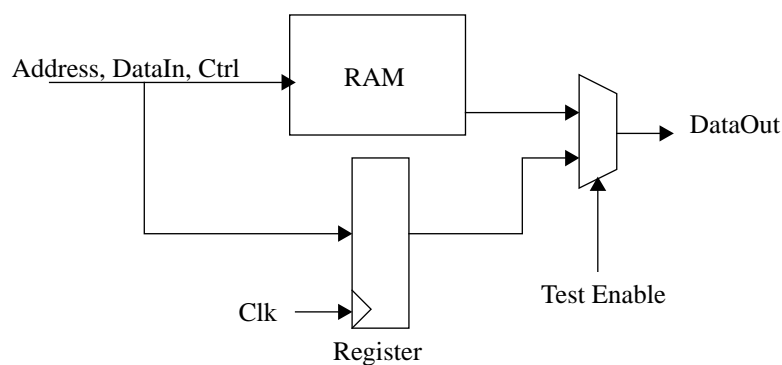 Address, DataIn, Ctrl
RAM
DataOut
Test Enable
Clk
Register